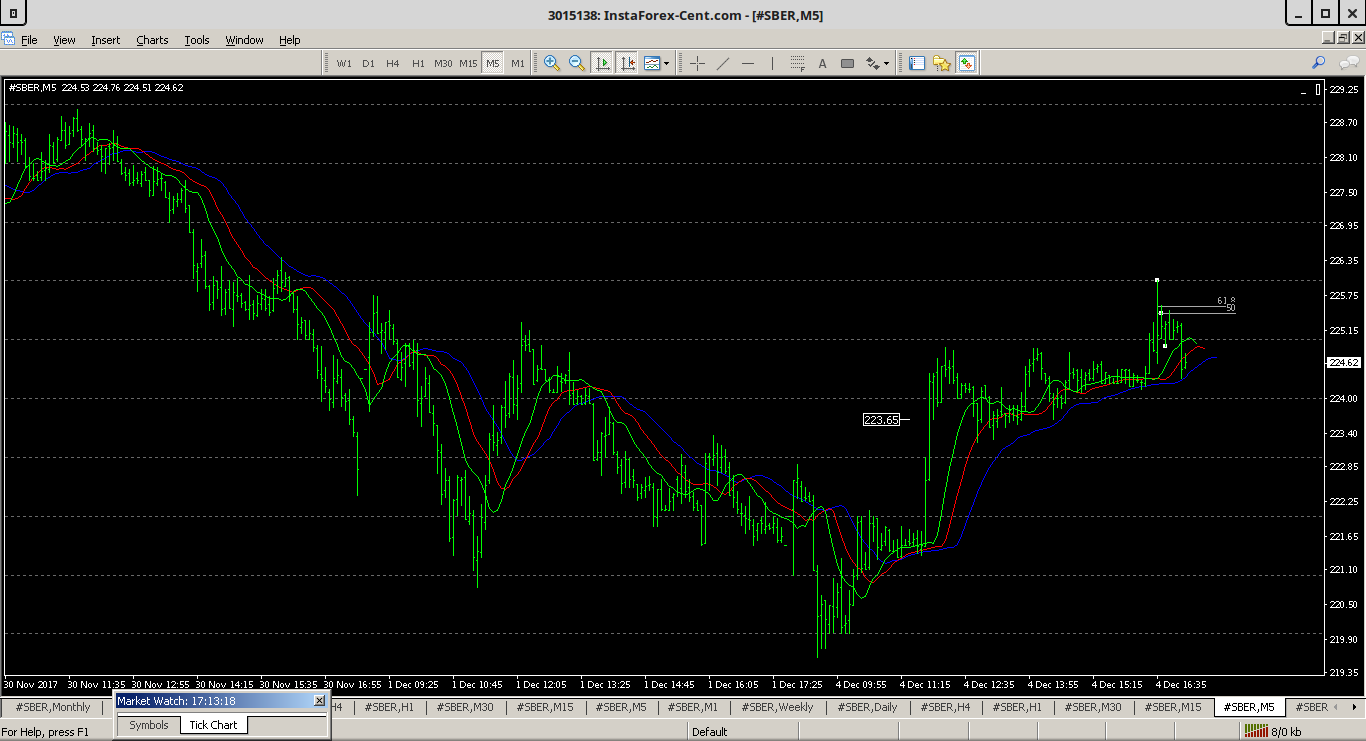 3015138: InstaForex-Cent.com - [#SBER,M5]
File View Insert Charts Tools Window Help
W1 D1 H4 H1 M30 M15 M5 M1
A
#SBER,M5 224.53 224.76 224.51 224.62
229.25
228.70
228.10
227.50
226.95
226.35
225.75
61.8
50
225.15
224.62
224.00
223.65
223.40
222.85
222.25
221.65
221.10
220.50
219.90
219.35
30 Nov 2017 30 Nov 11:35 30 Nov 12:55 30 Nov 14:15 30 Nov 15:35 30 Nov 16:55 1 Dec 09:25 1 Dec 10:45 1 Dec 12:05 1 Dec 13:25 1 Dec 14:45 1 Dec 16:05 1 Dec 17:25 4 Dec 09:55 4 Dec 11:15 4 Dec 12:35 4 Dec 13:55 4 Dec 15:15 4 Dec 16:35
Market Watch: 17:13:18
#SBER,Monthly H4 #SBER,H1 #SBER,M30 #SBER,M15 #SBER,M5 #SBER,M1 #SBER,Weekly #SBER,Daily #SBER,H4 #SBER,H1 #SBER,M30 #SBER,M15 #SBER,M5 #SBER
Symbols Tick Chart
For Help, press F1 Default 8/0 kb